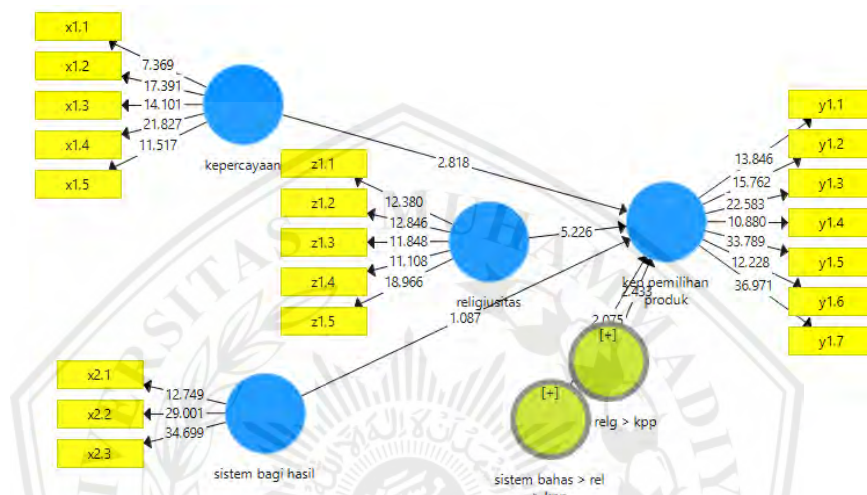 x1.1
x1.2
x1.3
x1.4
x1.5
7.369
17.391
14.101
21.827
11.517
kepercayaan
2.818
z1.1
z1.2
z1.3
z1.4
z1.5
12.380
12.846
11.848
11.108
18.966
religiusitas
5.226
x2.1
x2.2
x2.3
12.749
29.001
34.699
sistem bagi hasil
1.087
kep pemilihan
produk
2.433
2.075
[+]
relg > kpp
[+]
sistem bahas > rel
13.846
15.762
22.583
10.880
33.789
12.228
36.971
y1.1
y1.2
y1.3
y1.4
y1.5
y1.6
y1.7